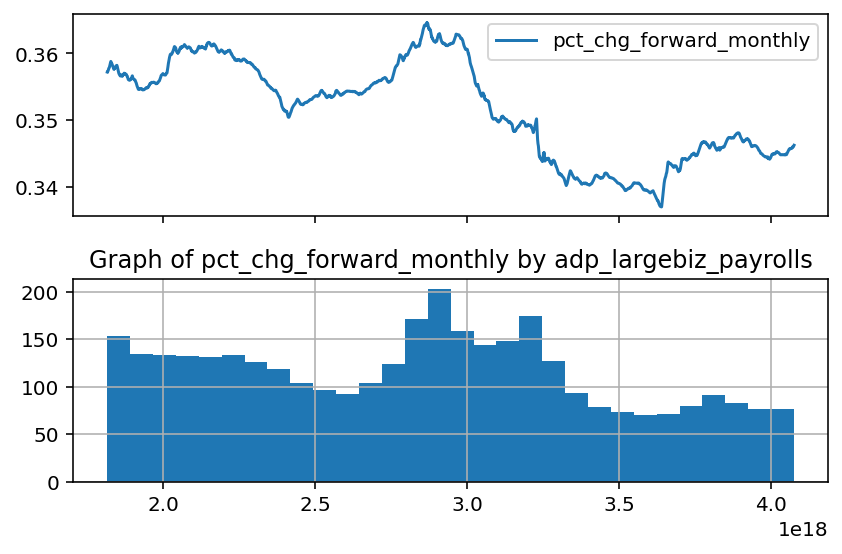 0.36
pct_chg_forward_monthly
0.35
0.34
Graph of pct_chg_forward_monthly by adp_largebiz_payrolls
200
150
100
50
0
2.0 2.5 3.0 3.5 4.0
1e18